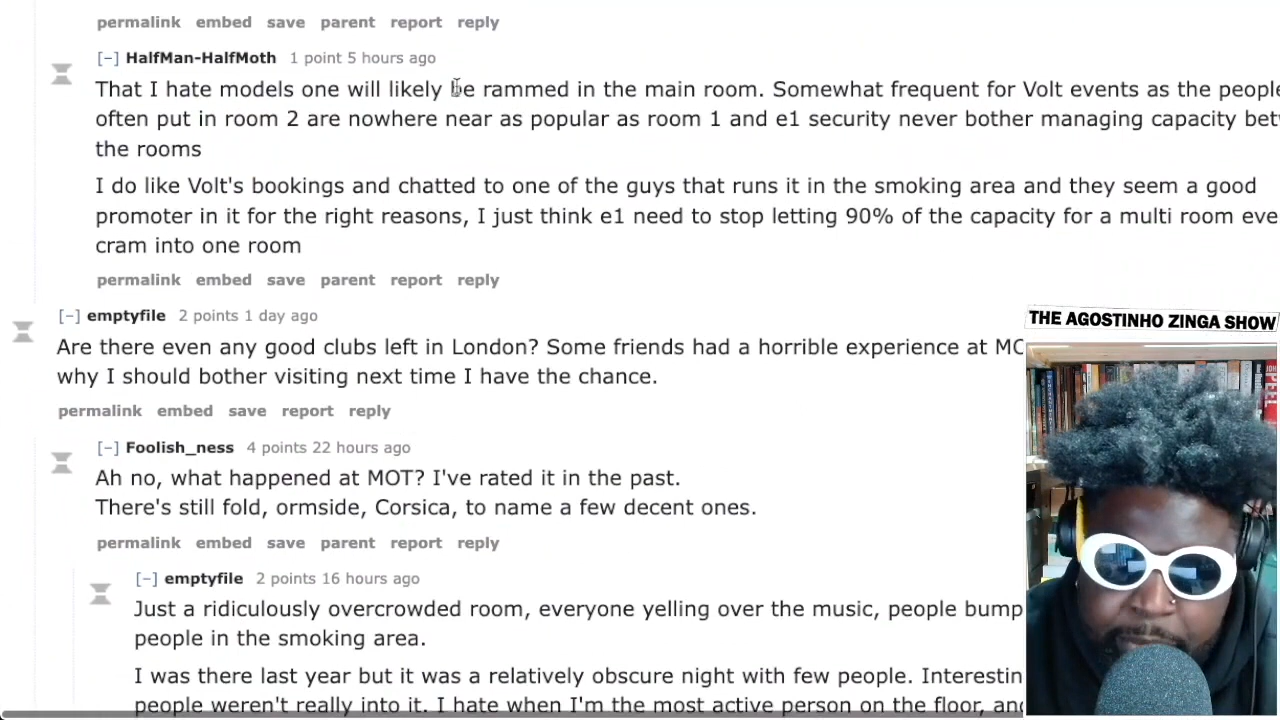 permalink embed save parent report reply
[–] HalfMan-HalfMoth 1 point 5 hours ago
That I hate models one will likely be rammed in the main room. Somewhat frequent for Volt events as the people
often put in room 2 are nowhere near as popular as room 1 and e1 security never bother managing capacity bet
the rooms
I do like Volt's bookings and chatted to one of the guys that runs it in the smoking area and they seem a good
promoter in it for the right reasons, I just think e1 need to stop letting 90% of the capacity for a multi room eve
cram into one room
permalink embed save parent report reply
[–] emptyfile 2 points 1 day ago
Are there even any good clubs left in London? Some friends had a horrible experience at MO
why I should bother visiting next time I have the chance.
permalink embed save report reply
[–] Foolish_ness 4 points 22 hours ago
Ah no, what happened at MOT? I've rated it in the past.
There's still fold, ormside, Corsica, to name a few decent ones.
permalink embed save parent report reply
[–] emptyfile 2 points 16 hours ago
Just a ridiculously overcrowded room, everyone yelling over the music, people bump
people in the smoking area.
I was there last year but it was a relatively obscure night with few people. Interestin
people weren't really into it. I hate when I'm the most active person on the floor, and
THE AGOSTINHO ZINGA SHOW